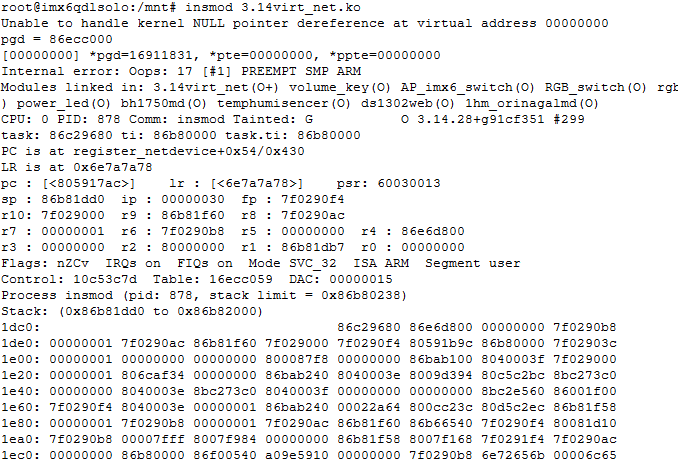 root@imx6qdlsolo:/mnt# insmod 3.14virt_net.ko
Unable to handle kernel NULL pointer dereference at virtual address 00000000
pgd = 86ecc000
[00000000] *pgd=16911831, *pte=00000000, *ppte=00000000
Internal error: Oops: 17 [#1] PREEMPT SMP ARM
Modules linked in: 3.14virt_net(O+) volume_key(O) AP_imx6_switch(O) RGB_switch(O) rgb
) power_led(O) bh1750md(O) temphumisencer(O) ds1302web(O) 1hm_orinagalmd(O)
CPU: 0 PID: 878 Comm: insmod Tainted: G           O 3.14.28+g91cf351 #299
task: 86c29680 ti: 86b80000 task.ti: 86b80000
PC is at register_netdevice+0x54/0x430
LR is at 0x6e7a7a78
pc : [<805917ac>]    lr : [<6e7a7a78>]    psr: 60030013
sp : 86b81dd0  ip : 00000030  fp : 7f0290f4
r10: 7f029000  r9 : 86b81f60  r8 : 7f0290ac
r7 : 00000001  r6 : 7f0290b8  r5 : 00000000  r4 : 86e6d800
r3 : 00000000  r2 : 80000000  r1 : 86b81db7  r0 : 00000000
Flags: nZCv  IRQs on  FIQs on  Mode SVC_32  ISA ARM  Segment user
Control: 10c53c7d  Table: 16ecc059  DAC: 00000015
Process insmod (pid: 878, stack limit = 0x86b80238)
Stack: (0x86b81dd0 to 0x86b82000)
1dc0:                                     86c29680 86e6d800 00000000 7f0290b8
1de0: 00000001 7f0290ac 86b81f60 7f029000 7f0290f4 80591b9c 86b80000 7f02903c
1e00: 00000001 00000000 00000000 800087f8 00000000 86bab100 8040003f 7f029000
1e20: 00000001 806caf34 00000000 86bab240 8040003e 8009d394 80c5c2bc 8bc273c0
1e40: 00000000 8040003e 8bc273c0 8040003f 00000000 00000000 8bc2e560 86001f00
1e60: 7f0290f4 8040003e 00000001 86bab240 00022a64 800cc23c 80d5c2ec 86b81f58
1e80: 00000001 7f0290b8 00000001 7f0290ac 86b81f60 86b66540 7f0290f4 80081d10
1ea0: 7f0290b8 00007fff 8007f984 00000000 86b81f58 8007f168 7f0291f4 7f0290ac
1ec0: 00000000 86b80000 86f00540 a09e5910 00000000 7f0290b8 6e72656b 00006c65